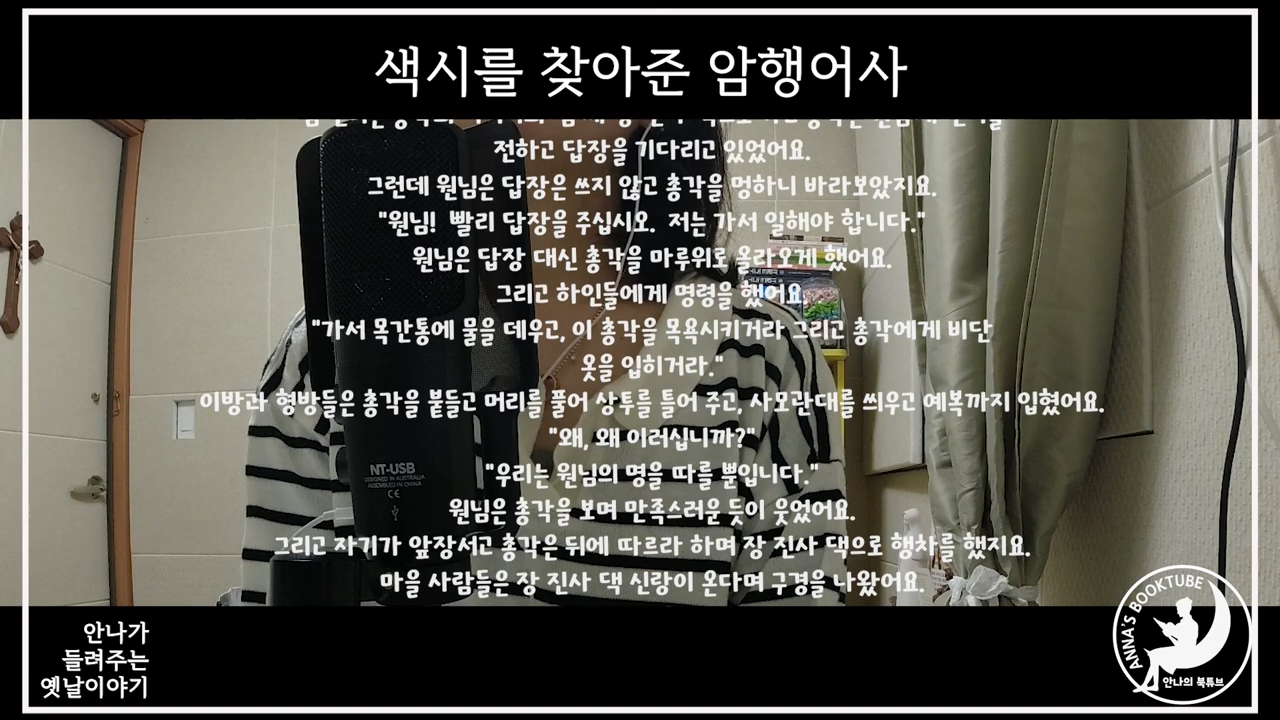 색시를 찾아준 암행어사
전하고 답장을 기다리고 있었어요.
그런데 원님은 답장은 쓰지 않고 총각을 멍하니 바라보았지요.
"원님! 빨리 답장을 주십시오. 저는 가서 일해야 합니다."
원님은 답장 대신 총각을 마루위로 올라오게 했어요.
그리고 하인들에게 명령을 했어요.
"가서 목간통에 물을 데우고, 이 총각을 목욕시키거라 그리고 총각에게 비단
옷을 입히거라."
이방과 형방들은 총각을 붙들고 머리를 풀어 상투를 틀어 주고, 사모관대를 씌우고 예복까지 입혔어요.
"왜, 왜 이러십니까?"
"우리는 원님의 명을 따를 뿐입니다."
원님은 총각을 보며 만족스러운 듯이 웃었어요.
그리고 자기가 앞장서고 총각은 뒤에 따르라 하며 장 진사 댁으로 행차를 했지요.
마을 사람들은 장 진사 댁 신랑이 온다며 구경을 나왔어요.
NT-USB
DESIGNED IN AUSTRALIA
ASSEMBLED IN CHINA
CE
안나가
들려주는
옛날이야기
ANNA'S BOOKTUBE
안나의 북튜브